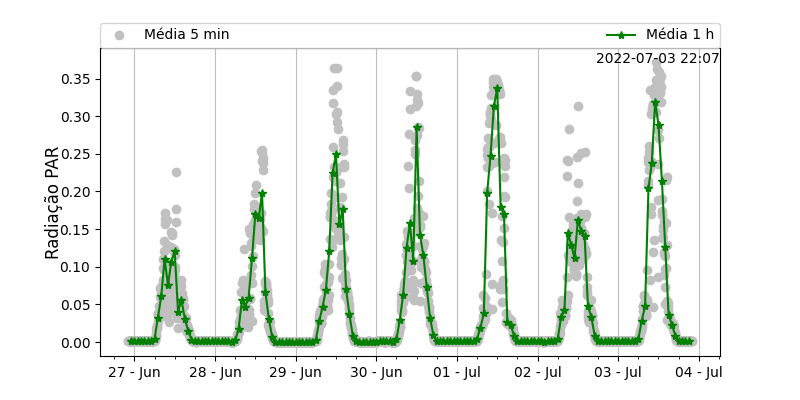 Média 5 min
Média 1 h
2022-07-03 22:07
Radiação PAR
0.35
0.30
0.25
0.20
0.15
0.10
0.05
0.00
27 - Jun
28 - Jun
29 - Jun
30 - Jun
01 - Jul
02 - Jul
03 - Jul
04 - Jul